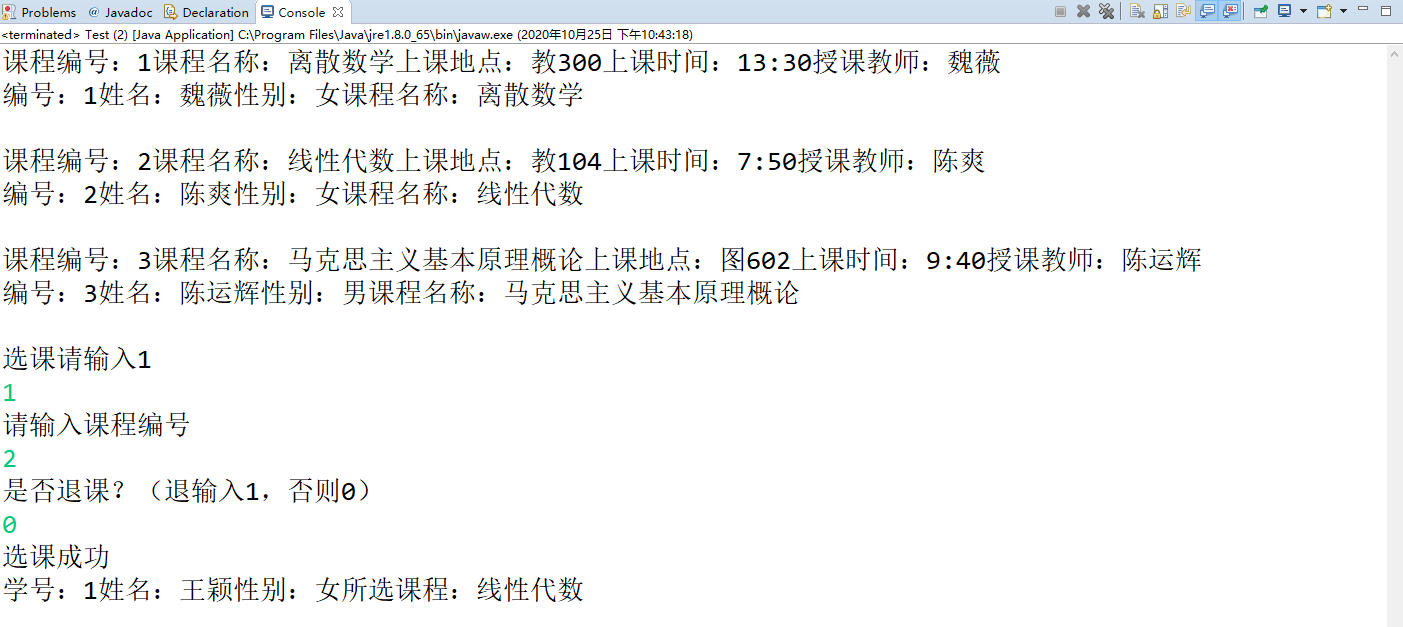 Problems @ Javadoc Declaration Console
<terminated> Test (2) [Java Application] C:\Program Files\Java\jre1.8.0_65\bin\javaw.exe (2020年10月25日 下午10:43:18)
课程编号：1课程名称：离散数学上课地点：教300上课时间：13:30授课教师：魏薇
编号：1姓名：魏薇性别：女课程名称：离散数学
课程编号：2课程名称：线性代数上课地点：教104上课时间：7:50授课教师：陈爽
编号：2姓名：陈爽性别：女课程名称：线性代数
课程编号：3课程名称：马克思主义基本原理概论上课地点：图602上课时间：9:40授课教师：陈运辉
编号：3姓名：陈运辉性别：男课程名称：马克思主义基本原理概论
选课请输入1
1
请输入课程编号
2
是否退课？（退输入1，否则0）
0
选课成功
学号：1姓名：王颖性别：女所选课程：线性代数